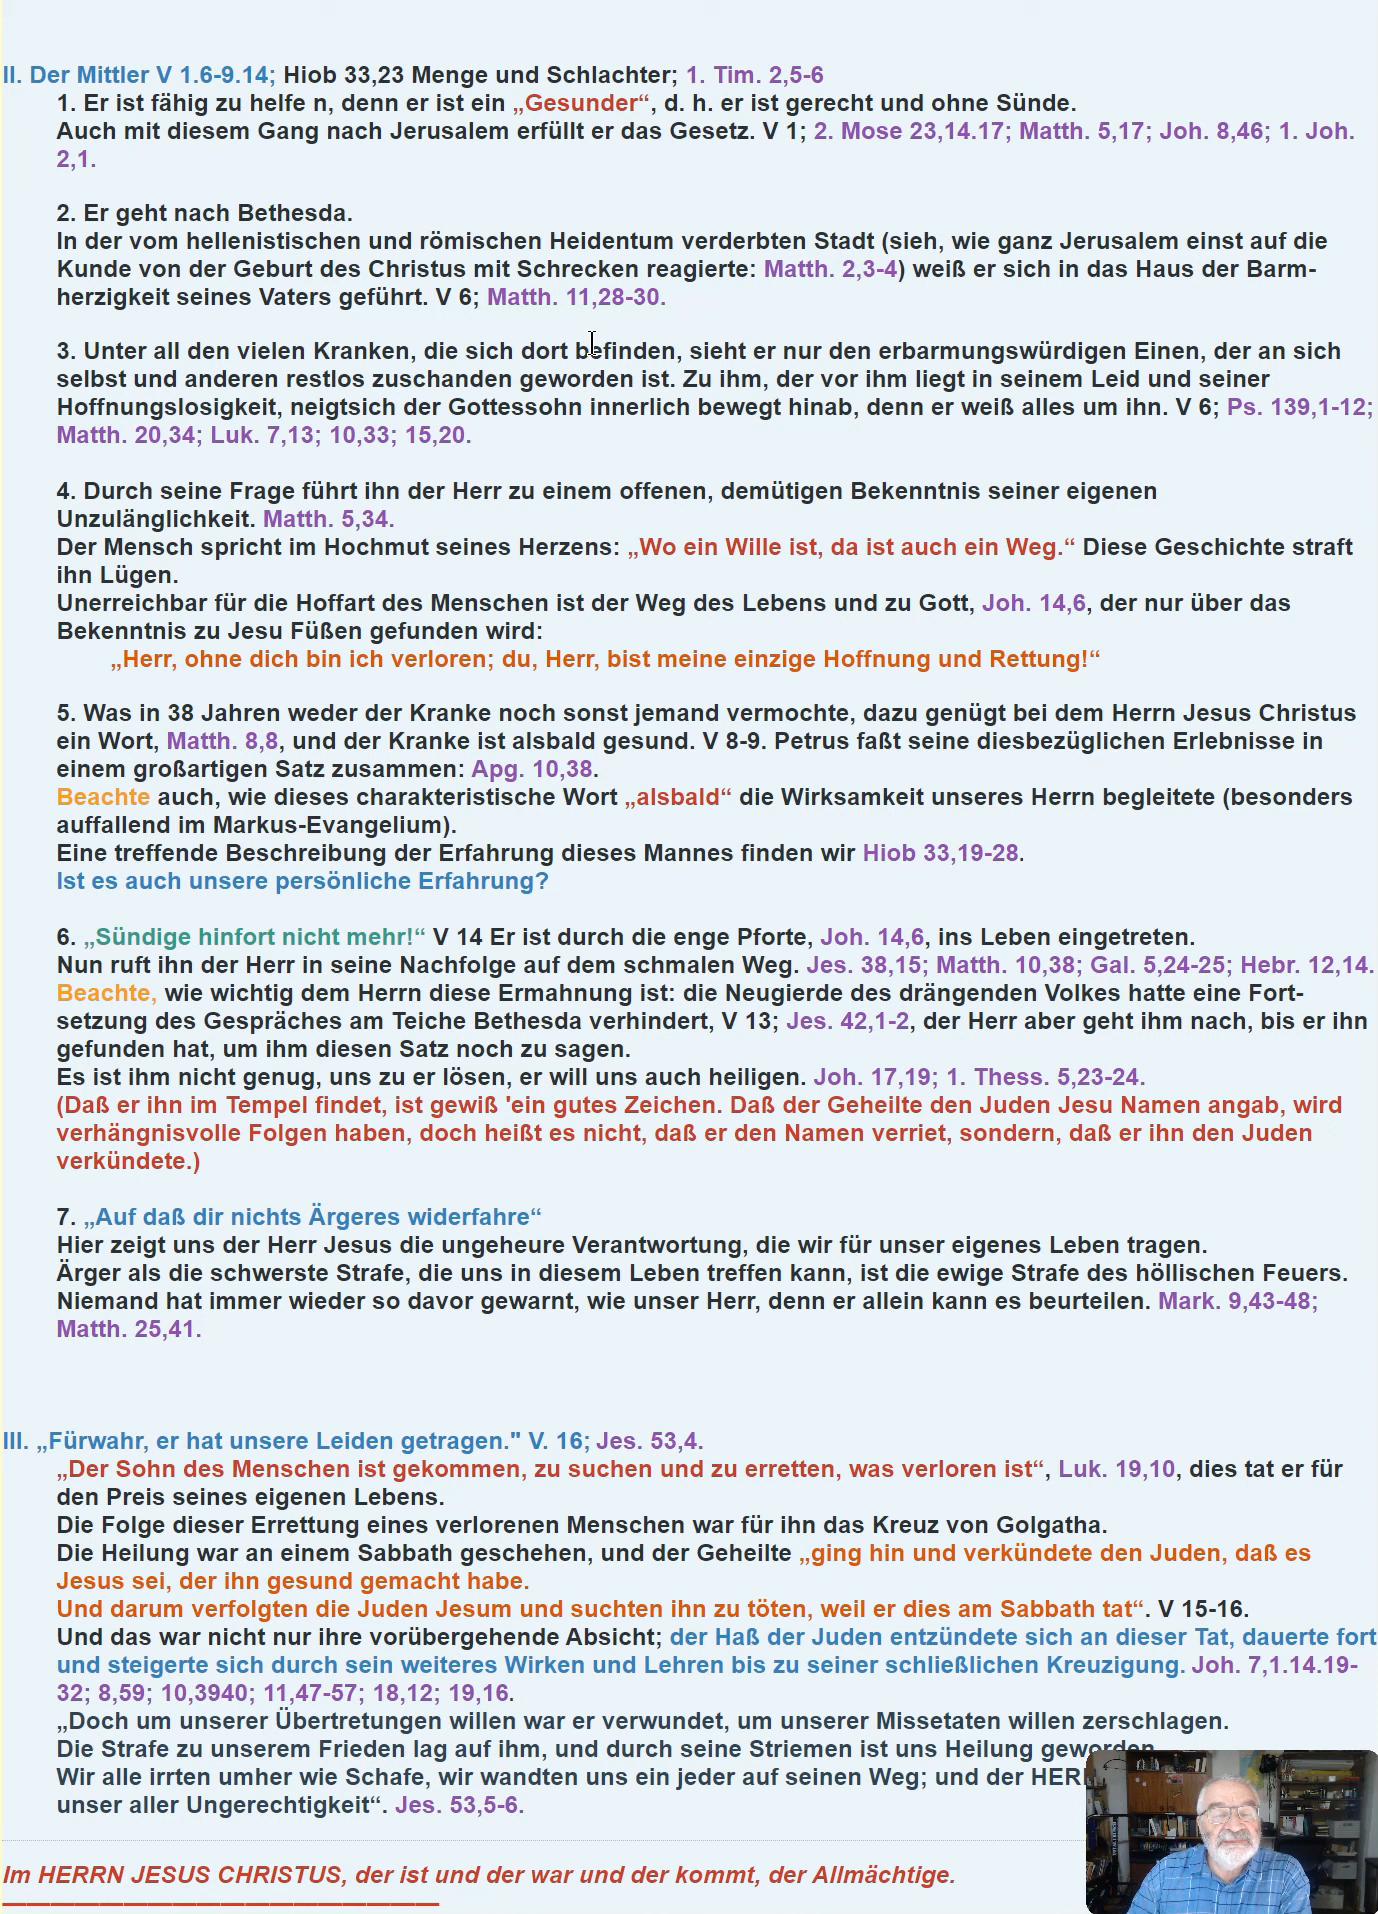 II. Der Mittler V 1.6-9.14; Hiob 33,23 Menge und Schlachter; 1. Tim. 2,5-6
1. Er ist fähig zu helfe n, denn er ist ein „Gesunder“, d. h. er ist gerecht und ohne Sünde.
Auch mit diesem Gang nach Jerusalem erfüllt er das Gesetz. V 1; 2. Mose 23,14.17; Matth. 5,17; Joh. 8,46; 1. Joh.
2,1.
2. Er geht nach Bethesda.
In der vom hellenistischen und römischen Heidentum verderbten Stadt (sieh, wie ganz Jerusalem einst auf die
Kunde von der Geburt des Christus mit Schrecken reagierte: Matth. 2,3-4) weiß er sich in das Haus der Barm-
herzigkeit seines Vaters geführt. V 6; Matth. 11,28-30.
3. Unter all den vielen Kranken, die sich dort befinden, sieht er nur den erbarmungswürdigen Einen, der an sich
selbst und anderen restlos zuschanden geworden ist. Zu ihm, der vor ihm liegt in seinem Leid und seiner
Hoffnungslosigkeit, neigtsich der Gottessohn innerlich bewegt hinab, denn er weiß alles um ihn. V 6; Ps. 139,1-12;
Matth. 20,34; Luk. 7,13; 10,33; 15,20.
4. Durch seine Frage führt ihn der Herr zu einem offenen, demütigen Bekenntnis seiner eigenen
Unzulänglichkeit. Matth. 5,34.
Der Mensch spricht im Hochmut seines Herzens: „Wo ein Wille ist, da ist auch ein Weg.“ Diese Geschichte straft
ihn Lügen.
Unerreichbar für die Hoffart des Menschen ist der Weg des Lebens und zu Gott, Joh. 14,6, der nur über das
Bekenntnis zu Jesu Füßen gefunden wird:
„Herr, ohne dich bin ich verloren; du, Herr, bist meine einzige Hoffnung und Rettung!“
5. Was in 38 Jahren weder der Kranke noch sonst jemand vermochte, dazu genügt bei dem Herrn Jesus Christus
ein Wort, Matth. 8,8, und der Kranke ist alsbald gesund. V 8-9. Petrus faßt seine diesbezüglichen Erlebnisse in
einem großartigen Satz zusammen: Apg. 10,38.
Beachte auch, wie dieses charakteristische Wort „alsbald“ die Wirksamkeit unseres Herrn begleitete (besonders
auffallend im Markus-Evangelium).
Eine treffende Beschreibung der Erfahrung dieses Mannes finden wir Hiob 33,19-28.
Ist es auch unsere persönliche Erfahrung?
6. „Sündige hinfort nicht mehr!“ V 14 Er ist durch die enge Pforte, Joh. 14,6, ins Leben eingetreten.
Nun ruft ihn der Herr in seine Nachfolge auf dem schmalen Weg. Jes. 38,15; Matth. 10,38; Gal. 5,24-25; Hebr. 12,14.
Beachte, wie wichtig dem Herrn diese Ermahnung ist: die Neugierde des drängenden Volkes hatte eine Fort-
setzung des Gespräches am Teiche Bethesda verhindert, V 13; Jes. 42,1-2, der Herr aber geht ihm nach, bis er ihn
gefunden hat, um ihm diesen Satz noch zu sagen.
Es ist ihm nicht genug, uns zu er lösen, er will uns auch heiligen. Joh. 17,19; 1. Thess. 5,23-24.
(Daß er ihn im Tempel findet, ist gewiß 'ein gutes Zeichen. Daß der Geheilte den Juden Jesu Namen angab, wird
verhängnisvolle Folgen haben, doch heißt es nicht, daß er den Namen verriet, sondern, daß er ihn den Juden
verkündete.)
7. „Auf daß dir nichts Ärgeres widerfahre“
Hier zeigt uns der Herr Jesus die ungeheure Verantwortung, die wir für unser eigenes Leben tragen.
Ärger als die schwerste Strafe, die uns in diesem Leben treffen kann, ist die ewige Strafe des höllischen Feuers.
Niemand hat immer wieder so davor gewarnt, wie unser Herr, denn er allein kann es beurteilen. Mark. 9,43-48;
Matth. 25,41.
III. „Fürwahr, er hat unsere Leiden getragen." V. 16; Jes. 53,4.
„Der Sohn des Menschen ist gekommen, zu suchen und zu erretten, was verloren ist“, Luk. 19,10, dies tat er für
den Preis seines eigenen Lebens.
Die Folge dieser Errettung eines verlorenen Menschen war für ihn das Kreuz von Golgatha.
Die Heilung war an einem Sabbath geschehen, und der Geheilte „ging hin und verkündete den Juden, daß es
Jesus sei, der ihn gesund gemacht habe.
Und darum verfolgten die Juden Jesum und suchten ihn zu töten, weil er dies am Sabbath tat“. V 15-16.
Und das war nicht nur ihre vorübergehende Absicht; der Haß der Juden entzündete sich an dieser Tat, dauerte fort
und steigerte sich durch sein weiteres Wirken und Lehren bis zu seiner schließlichen Kreuzigung. Joh. 7,1.14.19-
32; 8,59; 10,3940; 11,47-57; 18,12; 19,16.
„Doch um unserer Übertretungen willen war er verwundet, um unserer Missetaten willen zerschlagen.
Die Strafe zu unserem Frieden lag auf ihm, und durch seine Striemen ist uns Heilung geworden.
Wir alle irrten umher wie Schafe, wir wandten uns ein jeder auf seinen Weg; und der
unser aller Ungerechtigkeit“. Jes. 53,5-6.
Im HERRN JESUS CHRISTUS, der ist und der war und der kommt, der Allmächtige.